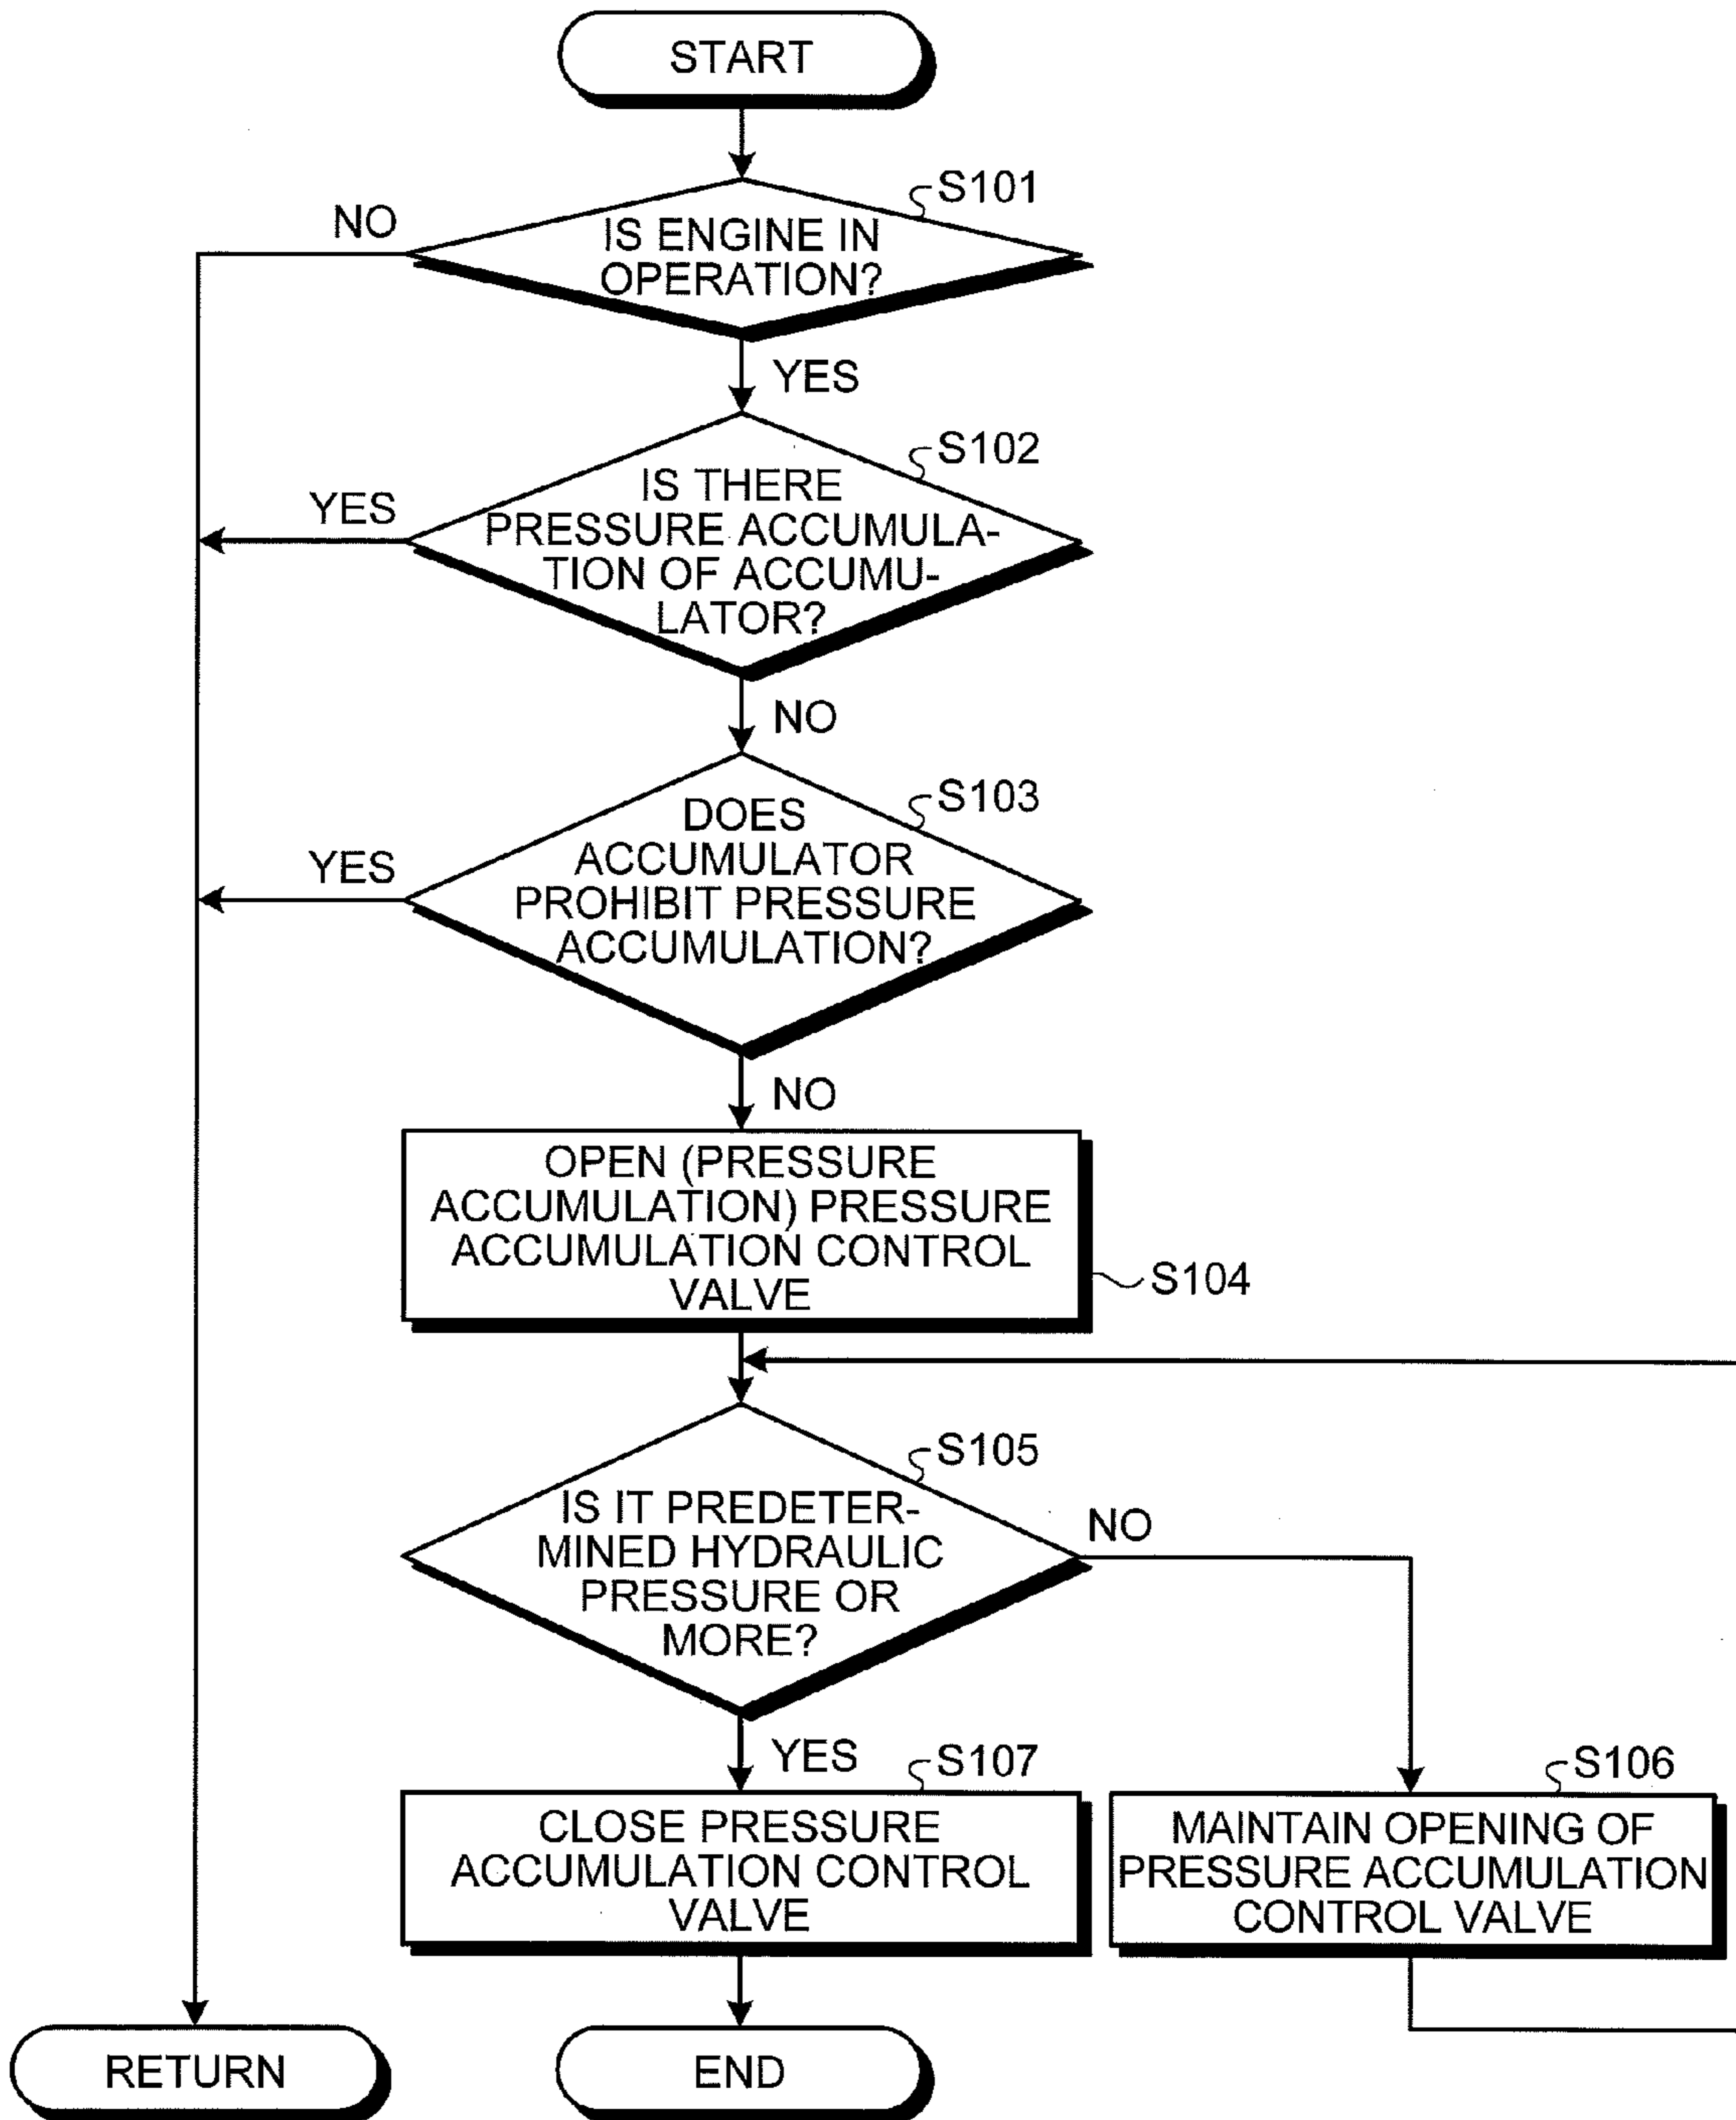 START
S101
NO
IS ENGINE IN
OPERATION?
YES
S102
IS THERE
YES
PRESSURE ACCUMULA-
TION OF ACCUMU-
LATOR?
NO
S103
DOES
ACCUMULATOR
YES
PROHIBIT PRESSURE
ACCUMULATION?
NO
OPEN (PRESSURE
ACCUMULATION) PRESSURE
ACCUMULATION CONTROL
VALVE
S104
S105
IS IT PREDETER-
MINED HYDRAULIC
PRESSURE OR
MORE?
NO
YES
S107
CLOSE PRESSURE
ACCUMULATION CONTROL
VALVE
S106
MAINTAIN OPENING OF
PRESSURE ACCUMULATION
CONTROL VALVE
RETURN
END